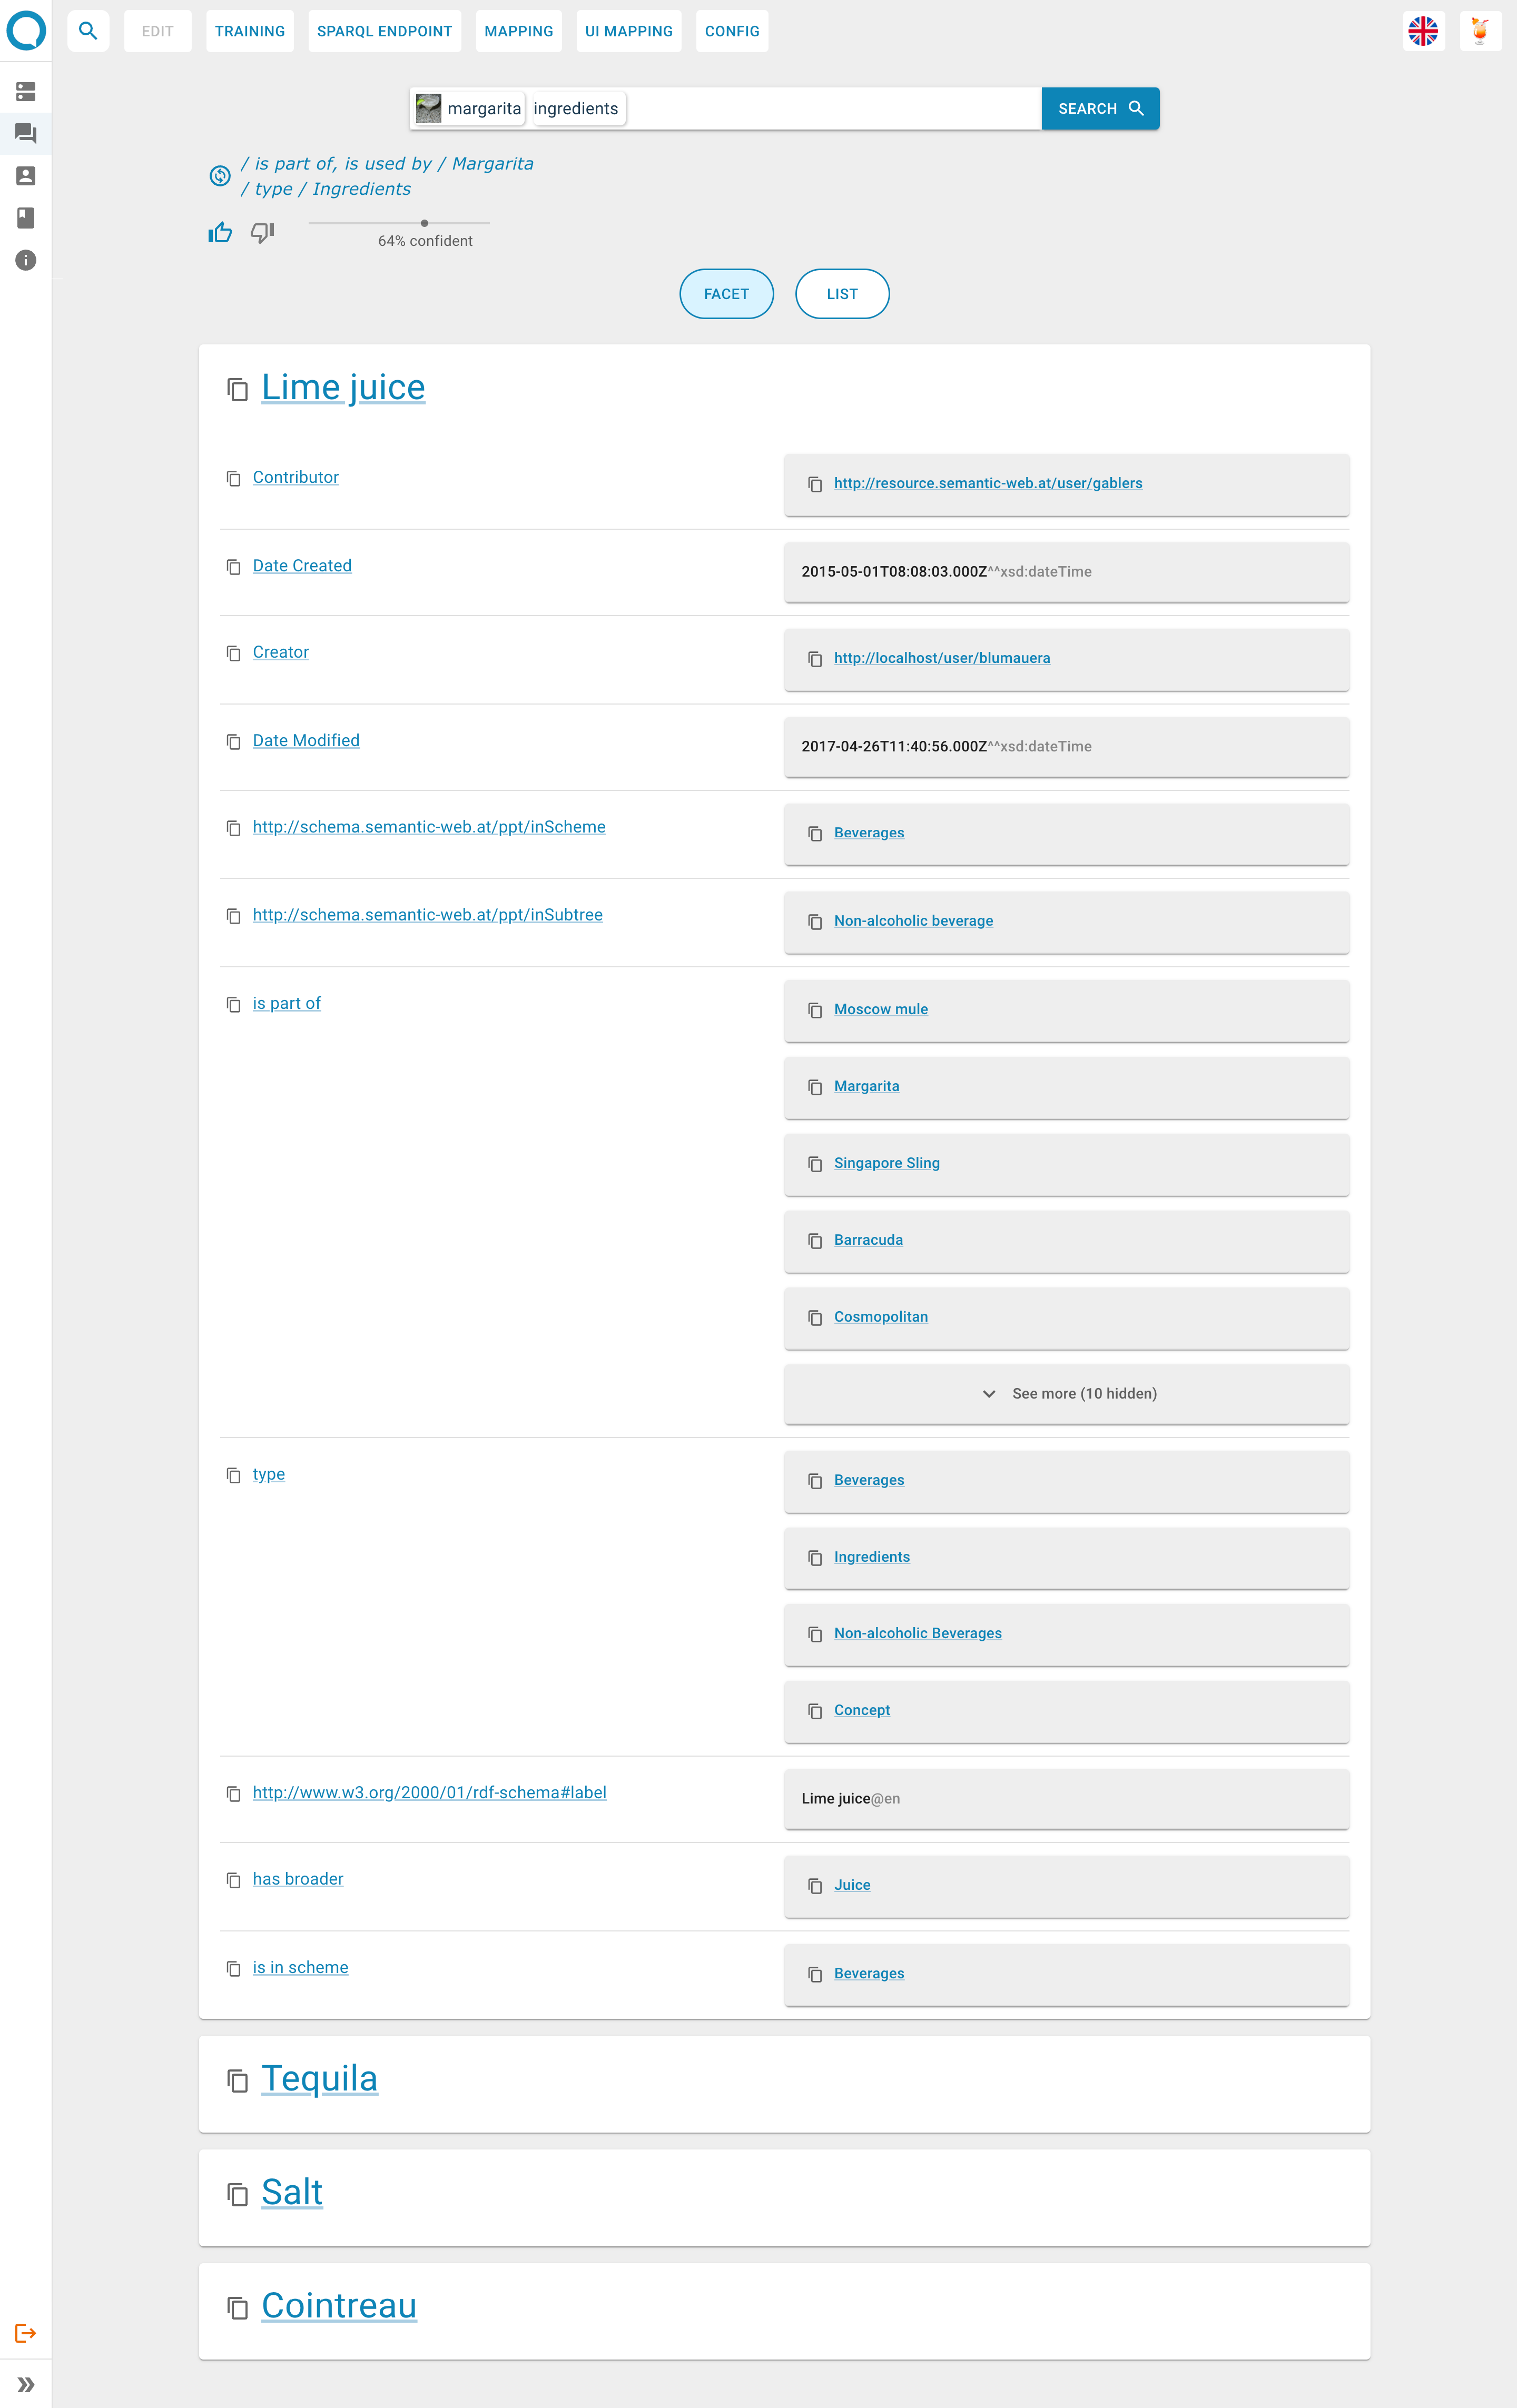 EDIT
TRAINING
SPARQL ENDPOINT
MAPPING
UI MAPPING
CONFIG
margarita ingredients
SEARCH
/ is part of, is used by / Margarita
/ type / Ingredients
64% confident
FACET
LIST
Lime juice
Contributor
http://resource.semantic-web.at/user/gablers
Date Created
2015-05-01T08:08:03.000Z^^xsd:dateTime
Creator
http://localhost/user/blumauera
Date Modified
2017-04-26T11:40:56.000Z^^xsd:dateTime
http://schema.semantic-web.at/ppt/inScheme
Beverages
http://schema.semantic-web.at/ppt/inSubtree
Non-alcoholic beverage
is part of
Moscow mule
Margarita
Singapore Sling
Barracuda
Cosmopolitan
See more (10 hidden)
type
Beverages
Ingredients
Non-alcoholic Beverages
Concept
http://www.w3.org/2000/01/rdf-schema#label
Lime juice@en
has broader
Juice
is in scheme
Beverages
Tequila
Salt
Cointreau